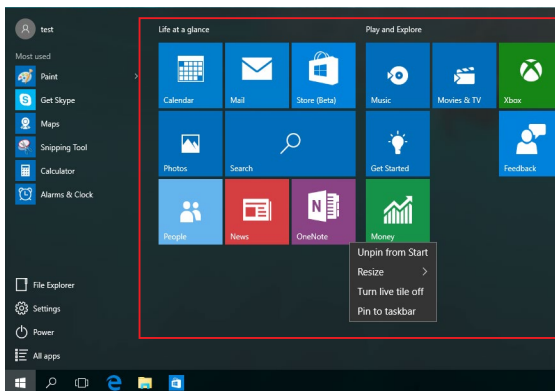 test
Most used
Paint
Get Skype
Maps
Snipping Tool
Calculator
Alarms & Clock
File Explorer
Settings
Power
All apps
Life at a glance
Calendar
Mail
Store (Beta)
Photos
Search
People
News
OneNote
Play and Explore
Music
Movies & TV
Xbox
Get Started
Feedback
Money
Unpin from Start
Resize
Turn live tile off
Pin to taskbar